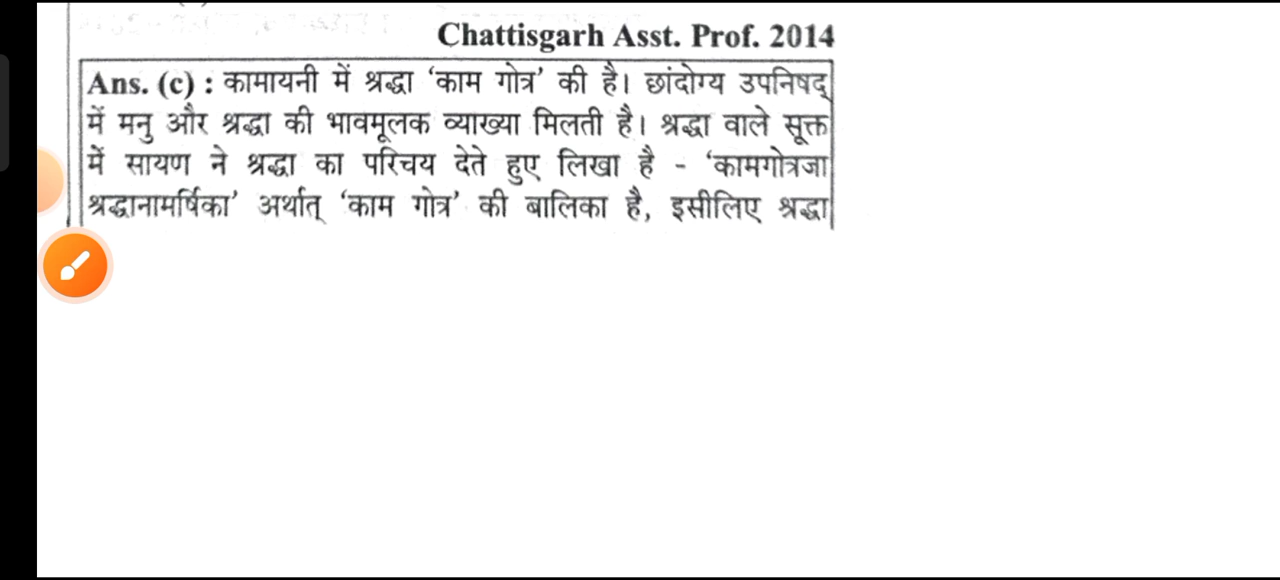 Chattisgarh Asst. Prof. 2014
Ans. (c) : कामायनी में श्रद्धा ‘काम गोत्र’ की है। छांदोग्य उपनिषद्
में मनु और श्रद्धा की भावमूलक व्याख्या मिलती है। श्रद्धा वाले सूक्त
में सायण ने श्रद्धा का परिचय देते हुए लिखा है - ‘कामगोत्रजा
श्रद्धानामर्षिका’ अर्थात् ‘काम गोत्र’ की बालिका है, इसीलिए श्रद्धा